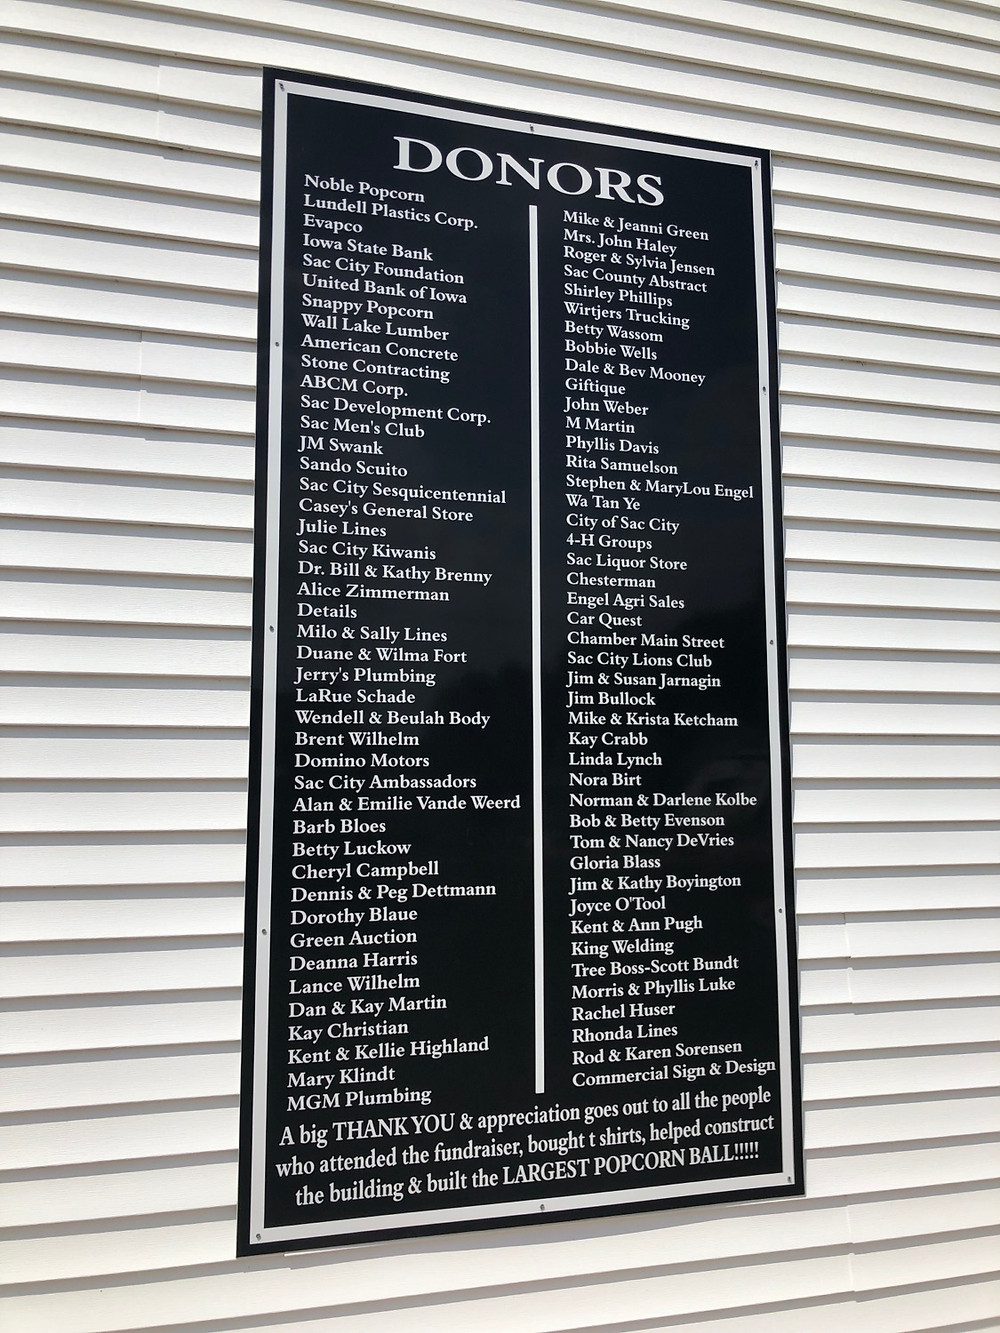 DONORS
Noble Popcorn
Lundell Plastics Corp.
Evapco
Iowa State Bank
Sac City Foundation
United Bank of Iowa
Snappy Popcorn
Wall Lake Lumber
American Concrete
Stone Contracting
ABCM Corp.
Sac Development Corp.
Sac Men's Club
JM Swank
Sando Scuito
Sac City Sesquicentennial
Casey's General Store
Julie Lines
Sac City Kiwanis
Dr. Bill & Kathy Brenny
Alice Zimmerman
Details
Milo & Sally Lines
Duane & Wilma Fort
Jerry's Plumbing
LaRue Schade
Wendell & Beulah Body
Brent Wilhelm
Domino Motors
Sac City Ambassadors
Alan & Emilie Vande Weerd
Barb Bloes
Betty Luckow
Cheryl Campbell
Dennis & Peg Dettmann
Dorothy Blaue
Green Auction
Deanna Harris
Lance Wilhelm
Dan & Kay Martin
Kay Christian
Kent & Kellie Highland
Mary Klindt
MGM Plumbing
Mike & Jeanni Green
Mrs. John Haley
Roger & Sylvia Jensen
Sac County Abstract
Shirley Phillips
Wirtjers Trucking
Betty Wassom
Bobbie Wells
Dale & Bev Mooney
Giftique
John Weber
M Martin
Phyllis Davis
Rita Samuelson
Stephen & MaryLou Engel
Wa Tan Ye
City of Sac City
4-H Groups
Sac Liquor Store
Chesterman
Engel Agri Sales
Car Quest
Chamber Main Street
Sac City Lions Club
Jim & Susan Jarnagin
Jim Bullock
Mike & Krista Ketcham
Kay Crabb
Linda Lynch
Nora Birt
Norman & Darlene Kolbe
Bob & Betty Evenson
Tom & Nancy DeVries
Gloria Blass
Jim & Kathy Boyington
Joyce O'Tool
Kent & Ann Pugh
King Welding
Tree Boss-Scott Bundt
Morris & Phyllis Luke
Rachel Huser
Rhonda Lines
Rod & Karen Sorensen
Commercial Sign & Design
A big THANK YOU & appreciation goes out to all the people
who attended the fundraiser, bought t shirts, helped construct
the building & built the LARGEST POPCORN BALL!!!!!